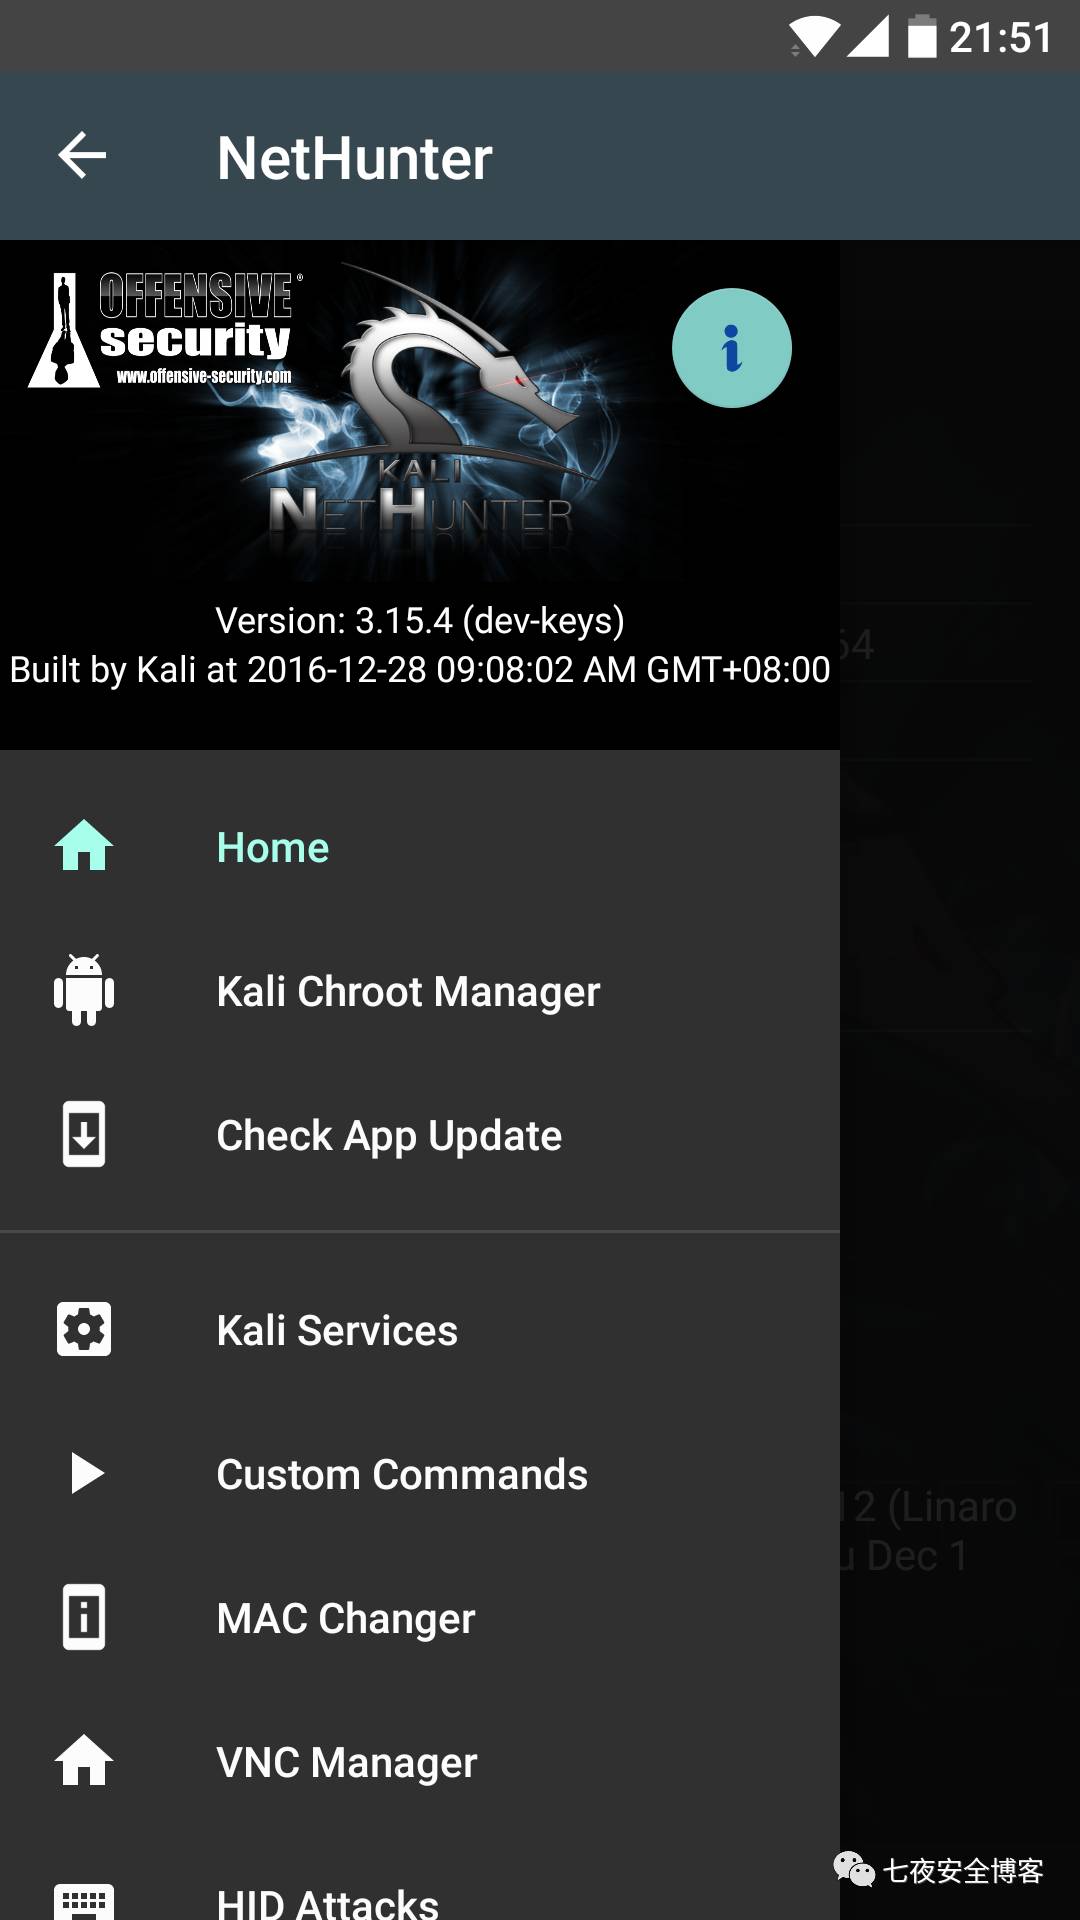 21:51
NetHunter
OFFENSIVE®
security
www.offensive-security.com
KALI
NETHUNTER
Version: 3.15.4 (dev-keys)
Built by Kali at 2016-12-28 09:08:02 AM GMT+08:00
64
Home
Kali Chroot Manager
Check App Update
Kali Services
Custom Commands
12 (Linaro
u Dec 1
MAC Changer
VNC Manager
七夜安全博客
HID Attacks